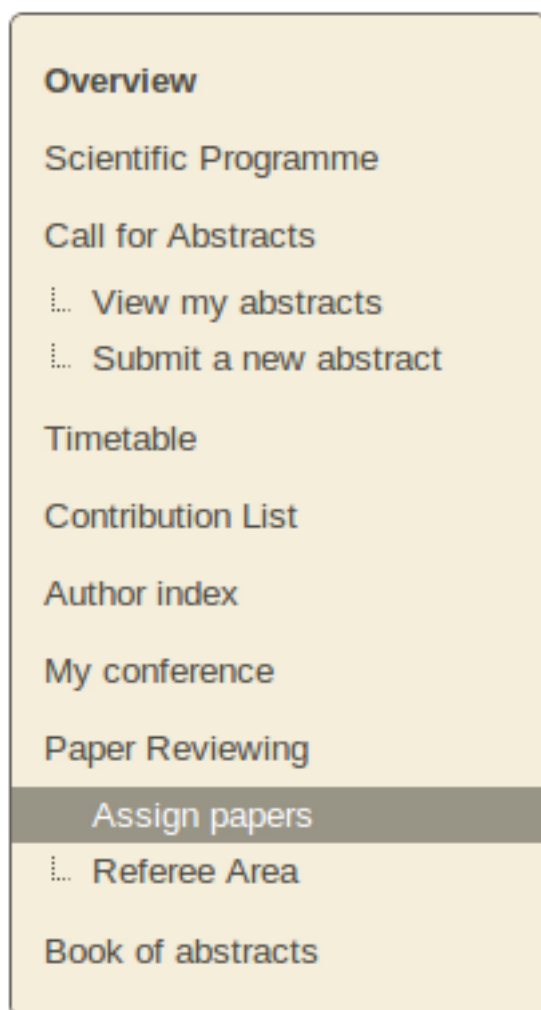 Overview
Scientific Programme
Call for Abstracts
View my abstracts
Submit a new abstract
Timetable
Contribution List
Author index
My conference
Paper Reviewing
Assign papers
Referee Area
Book of abstracts